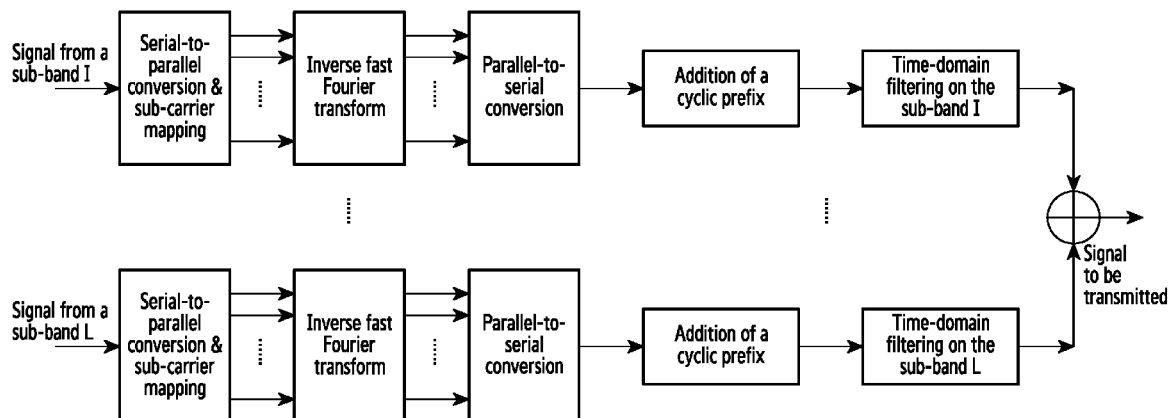 Signal from a
sub-band I
Serial-to-
parallel
conversion &
sub-carrier
mapping
Inverse fast
Fourier
transform
Parallel-to-
serial
conversion
Addition of a
cyclic prefix
Time-domain
filtering on the
sub-band I
Signal
to be
transmitted
Signal from a
sub-band L
Serial-to-
parallel
conversion &
sub-carrier
mapping
Inverse fast
Fourier
transform
Parallel-to-
serial
conversion
Addition of a
cyclic prefix
Time-domain
filtering on the
sub-band L